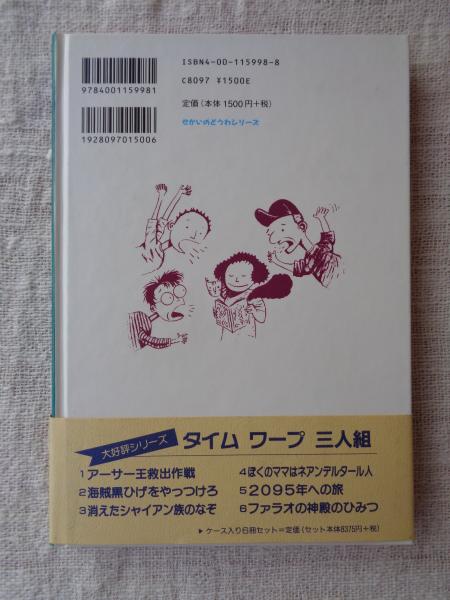 ISBN4-00-115998-8
C8097 ¥1500E
9784001159981
定価(本体 1500円+税)
せかいのどうわシリーズ
1928097015006
大好評シリーズ
タイム ワープ 三人組
1アーサー王救出作戦
2海賊黒ひげをやっつけろ
3消えたシャイアン族のなぞ
4ぼくのママはネアンデルタール人
5 2095年への旅
6 ファラオの神殿のひみつ
▶ケース入り6冊セット=定価(セット本体8375円+税)